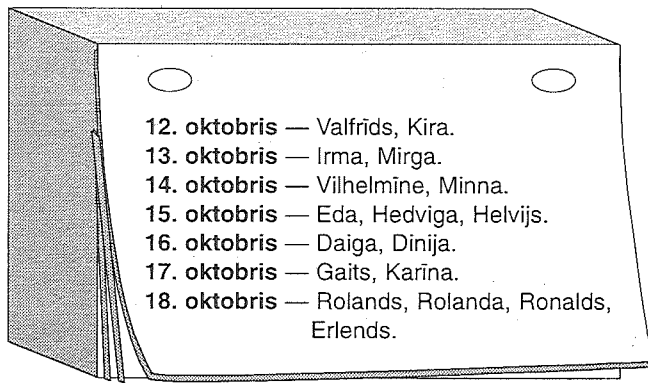 12. oktobris — Valfrīds, Kira.
13. oktobris — Irma, Mirga.
14. oktobris — Vilhelmīne, Minna.
15. oktobris — Eda, Hedviga, Helvijs.
16. oktobris — Daiga, Dinija.
17. oktobris — Gaits, Karīna.
18. oktobris — Rolands, Rolanda, Ronalds,
Erlends.